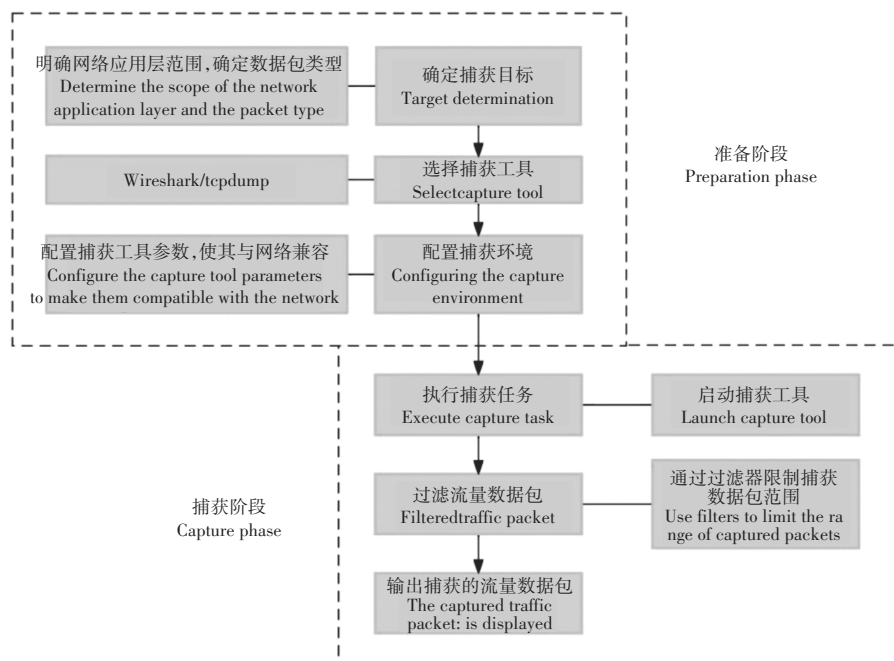 明确网络应用层范围,确定数据包类型
Determine the scope of the network
application layer and the packet type
确定捕获目标
Target determination
Wireshark/tcpdump
选择捕获工具
Selectcapture tool
准备阶段
Preparation phase
配置捕获工具参数,使其与网络兼容
Configure the capture tool parameters
to make them compatible with the network
配置捕获环境
Configuring the capture
environment
执行捕获任务
Execute capture task
启动捕获工具
Launch capture tool
捕获阶段
Capture phase
过滤流量数据包
Filteredtraffic packet
通过过滤器限制捕获
数据包范围
Use filters to limit the ra
nge of captured packets
输出捕获的流量数据包
The captured traffic
packet: is displayed